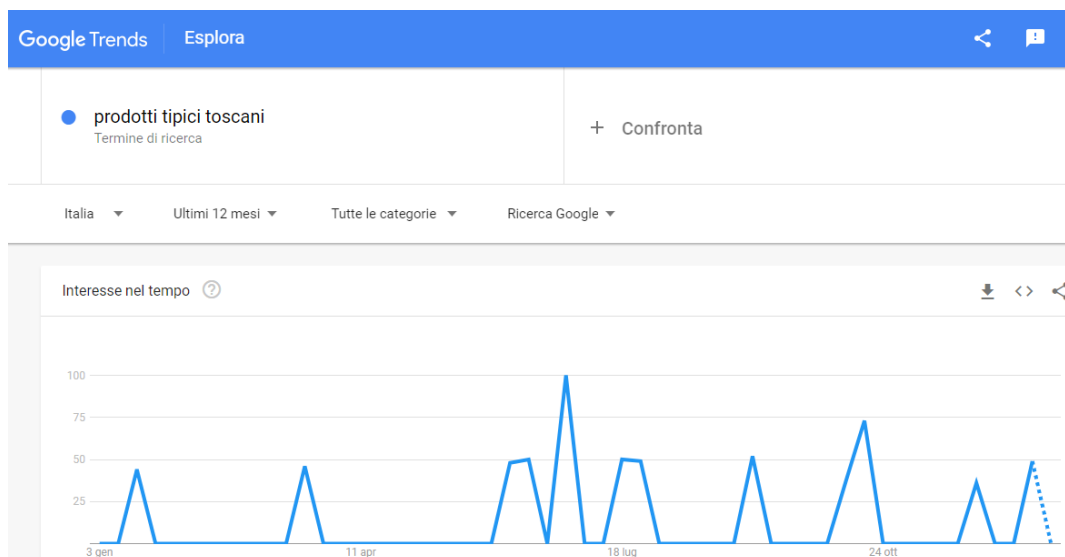 Google Trends Esplora
prodotti tipici toscani
Termine di ricerca
+ Confronta
Italia Ultimi 12 mesi Tutte le categorie Ricerca Google
Interesse nel tempo
100
75
50
25
3 gen 11 apr 18 lug 24 ott